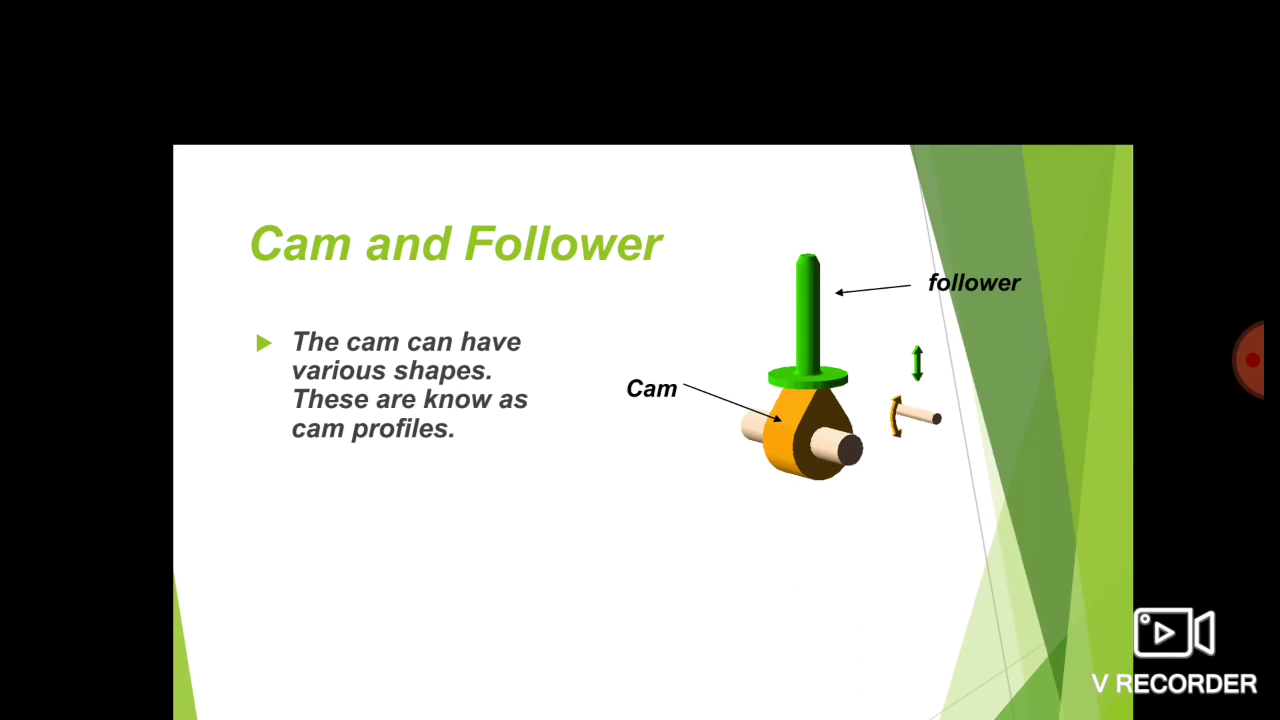 Cam and Follower
follower
The cam can have
various shapes.
These are know as
cam profiles.
Cam
V RECORDER